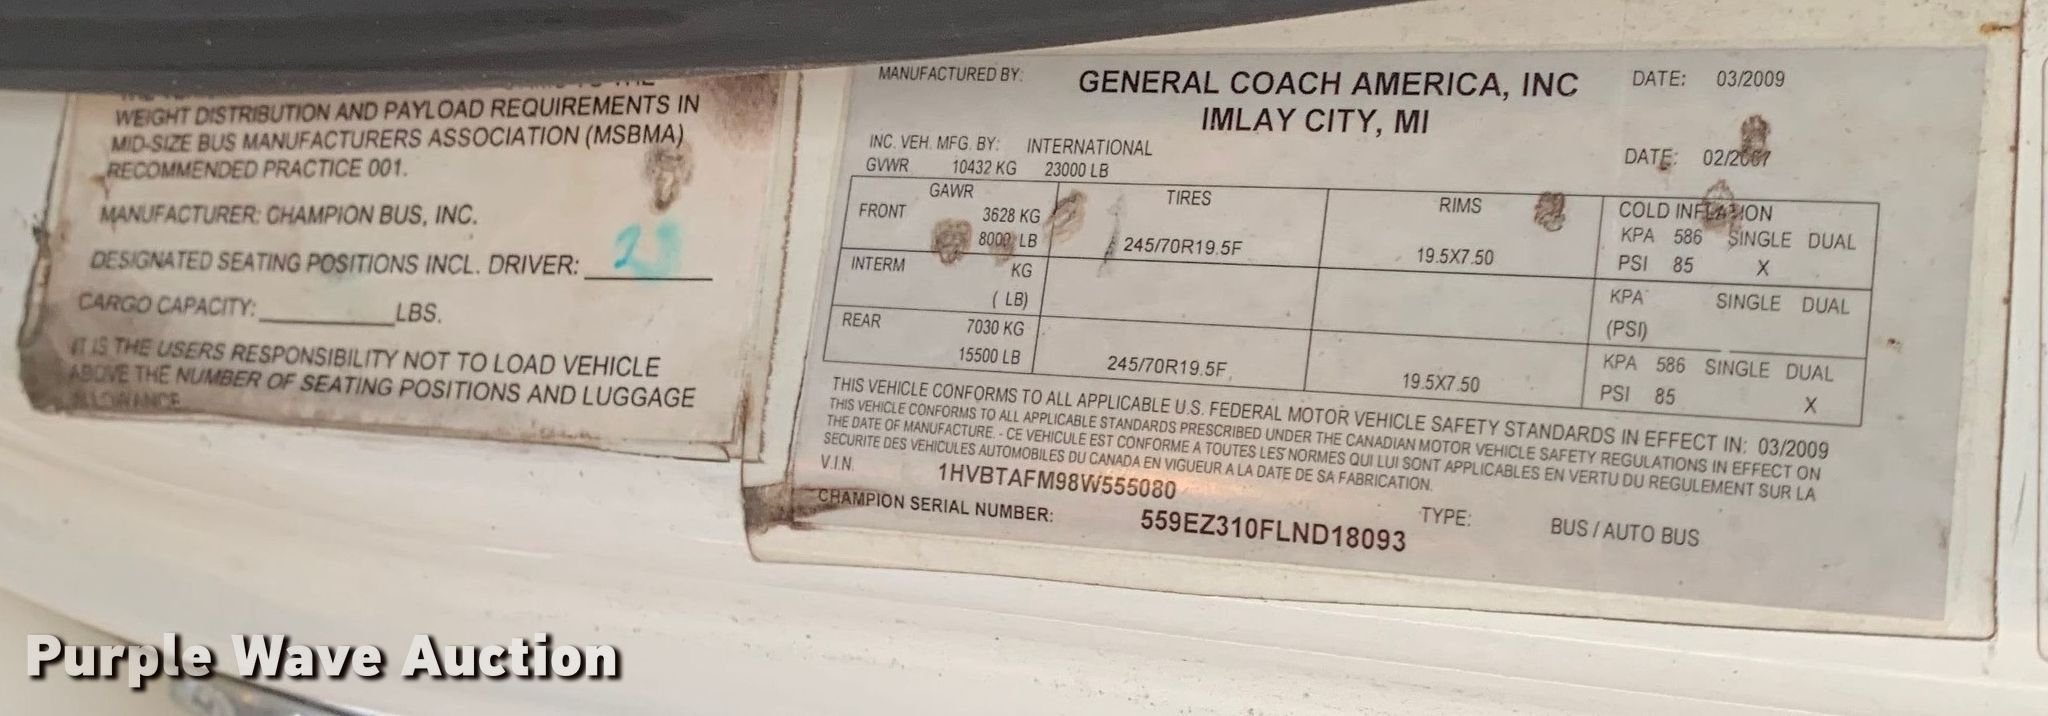 WEIGHT DISTRIBUTION AND PAYLOAD REQUIREMENTS IN
MID-SIZE BUS MANUFACTURERS ASSOCIATION (MSBMA)
RECOMMENDED PRACTICE 001.
MANUFACTURER: CHAMPION BUS, INC.
DESIGNATED SEATING POSITIONS INCL. DRIVER:
CARGO CAPACITY: LBS.
IT IS THE USERS RESPONSIBILITY NOT TO LOAD VEHICLE
ABOVE THE NUMBER OF SEATING POSITIONS AND LUGGAGE
ALLOWANCE
MANUFACTURED BY: GENERAL COACH AMERICA, INC DATE: 03/2009
IMLAY CITY, MI
INC. VEH. MFG. BY: INTERNATIONAL DATE: 02/2007
GVWR 10432 KG 23000 LB
GAWR TIRES RIMS COLD INFLATION
FRONT 3628 KG KPA 586 SINGLE DUAL
8000 LB 245/70R19.5F 19.5X7.50 PSI 85 X
INTERM KG KPA SINGLE DUAL
( LB) (PSI)
REAR 7030 KG KPA 586 SINGLE DUAL
15500 LB 245/70R19.5F 19.5X7.50 PSI 85 X
THIS VEHICLE CONFORMS TO ALL APPLICABLE U.S. FEDERAL MOTOR VEHICLE SAFETY STANDARDS IN EFFECT IN: 03/2009
THIS VEHICLE CONFORMS TO ALL APPLICABLE STANDARDS PRESCRIBED UNDER THE CANADIAN MOTOR VEHICLE SAFETY REGULATIONS IN EFFECT ON
THE DATE OF MANUFACTURE. - CE VEHICULE EST CONFORME A TOUTES LES NORMES QUI LUI SONT APPLICABLES EN VERTU DU REGULEMENT SUR LA
SECURITE DES VEHICULES AUTOMOBILES DU CANADA EN VIGUEUR A LA DATE DE SA FABRICATION.
V.I.N. 1HVBTAFM98W555080
CHAMPION SERIAL NUMBER: 559EZ310FLND18093 TYPE: BUS / AUTO BUS
Purple Wave Auction